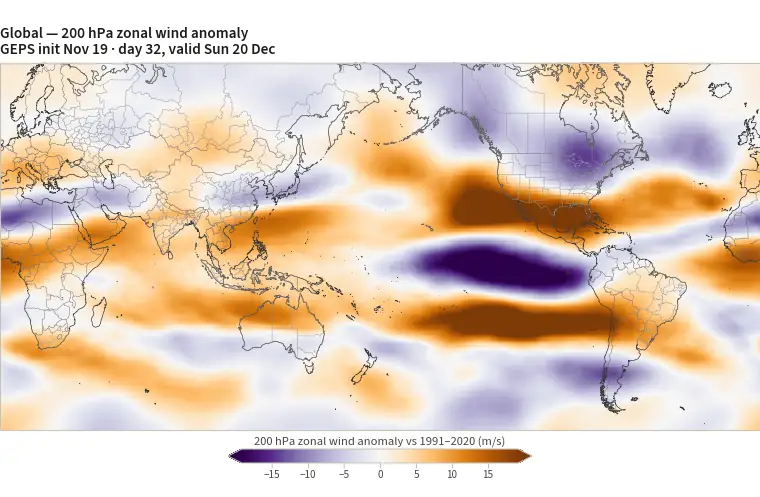 Global — 200 hPa zonal wind anomaly
GEPS init Nov 19 · day 32, valid Sun 20 Dec
200 hPa zonal wind anomaly vs 1991–2020 (m/s)
−15 −10 −5 0 5 10 15